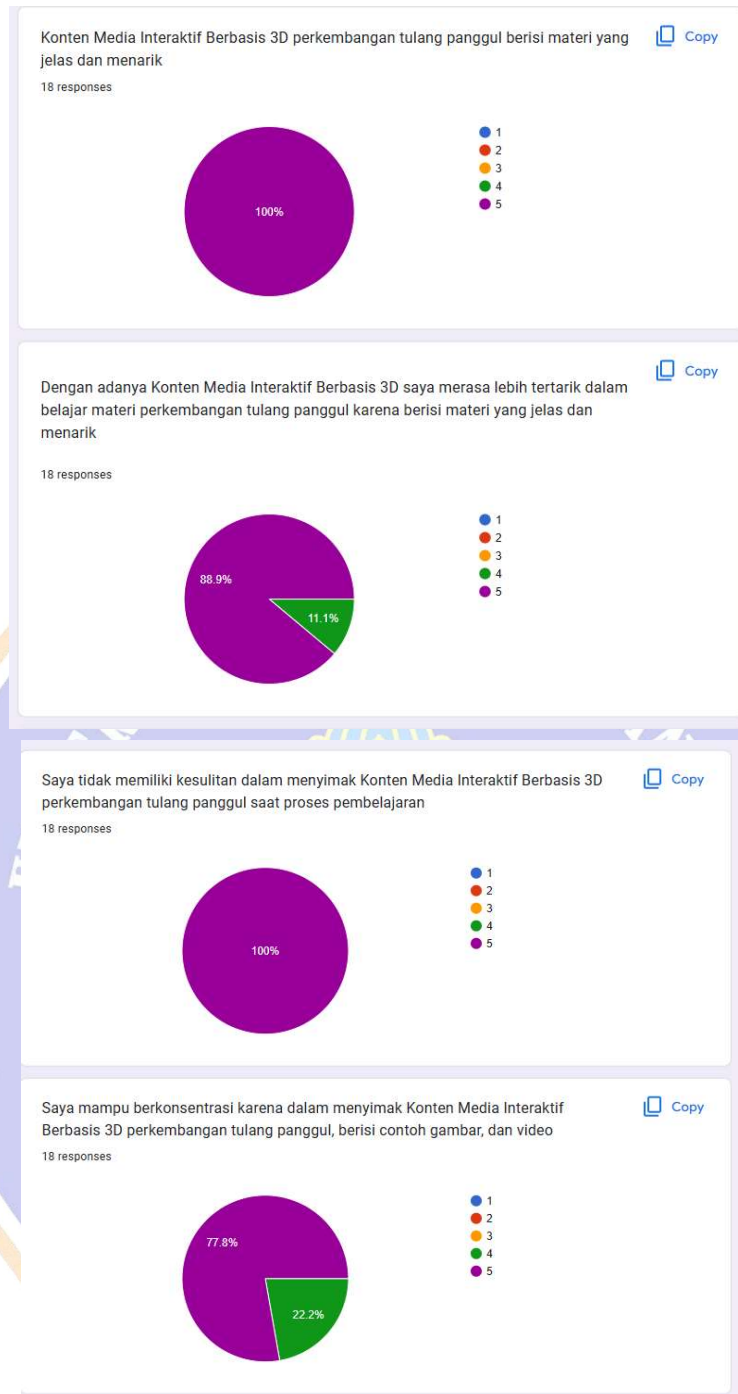 Konten Media Interaktif Berbasis 3D perkembangan tulang panggul berisi materi yang
jelas dan menarik
Copy
18 responses
100%
1
2
3
4
5
Copy
Dengan adanya Konten Media Interaktif Berbasis 3D saya merasa lebih tertarik dalam
belajar materi perkembangan tulang panggul karena berisi materi yang jelas dan
menarik
18 responses
88.9%
11.1%
1
2
3
4
5
Saya tidak memiliki kesulitan dalam menyimak Konten Media Interaktif Berbasis 3D
perkembangan tulang panggul saat proses pembelajaran
Copy
18 responses
100%
1
2
3
4
5
Saya mampu berkonsentrasi karena dalam menyimak Konten Media Interaktif
Berbasis 3D perkembangan tulang panggul, berisi contoh gambar, dan video
Copy
18 responses
77.8%
22.2%
1
2
3
4
5